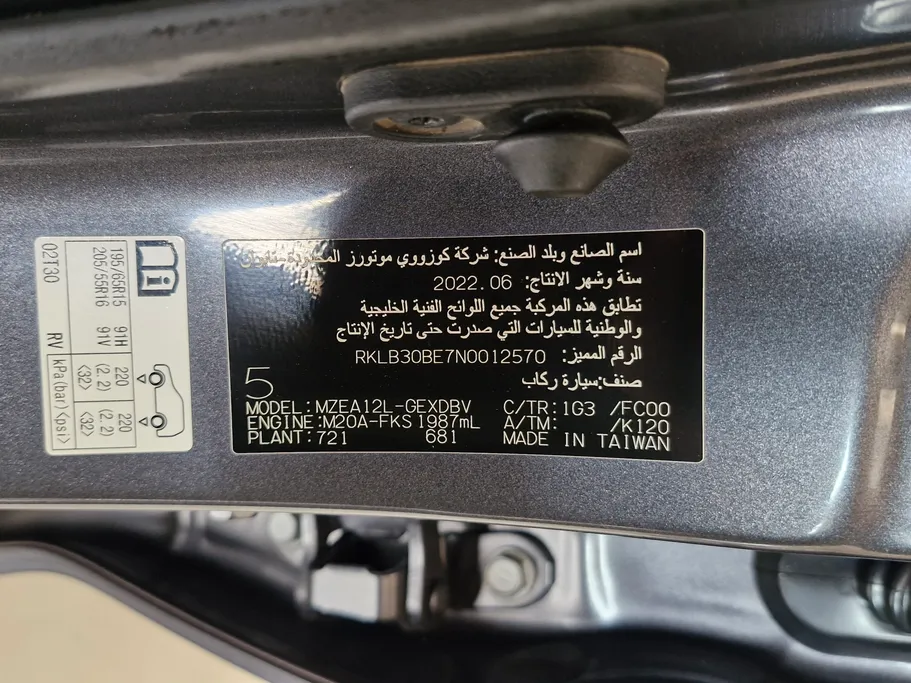 02T30
195/65R15 91H 220 (2.2) <32> 220 (2.2) <32>
205/55R16 91V
RV kPa(bar)<psi>
اسم الصانع وبلد الصنع: شركة كوزووي موتورز
سنة وشهر الانتاج: 2022.06
تطابق هذه المركبة جميع اللوائح الفنية الخليجية
والوطنية للسيارات التي صدرت حتى تاريخ الإنتاج
الرقم المميز: RKLB30BE7N0012570
صنف:سيارة ركاب
5
MODEL:MZEA12L-GEXDBV C/TR:1G3 /FC00
ENGINE:M20A-FKS 1987mL A/TM: /K120
PLANT:721 681 MADE IN TAIWAN